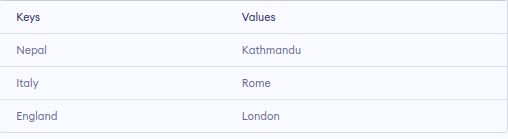 Keys Values
Nepal Kathmandu
Italy Rome
England London